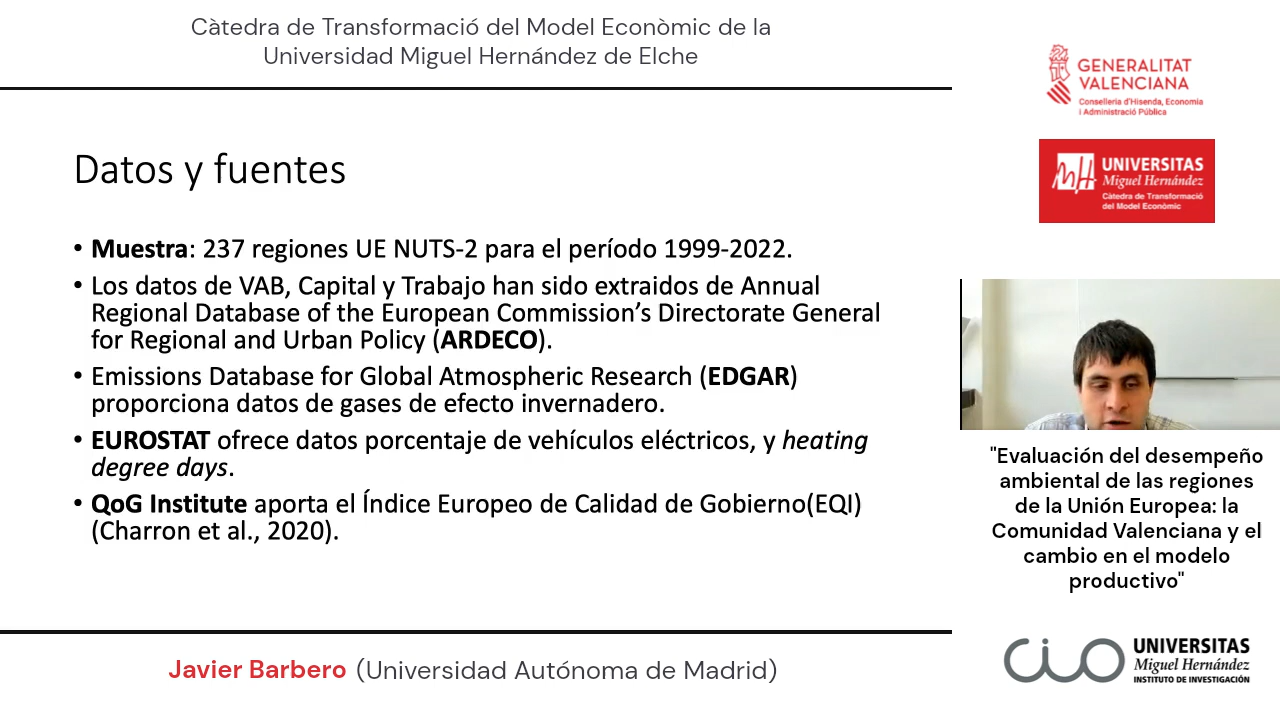 Càtedra de Transformació del Model Econòmic de la
Universidad Miguel Hernández de Elche
GENERALITAT
VALENCIANA
Conselleria d'Hisenda, Economia
i Administració Pública
UNIVERSITAS
Miguel Hernández
Càtedra de Transformació
del Model Econòmic
Datos y fuentes
• Muestra: 237 regiones UE NUTS-2 para el período 1999-2022.
• Los datos de VAB, Capital y Trabajo han sido extraidos de Annual
Regional Database of the European Commission's Directorate General
for Regional and Urban Policy (ARDECO).
• Emissions Database for Global Atmospheric Research (EDGAR)
proporciona datos de gases de efecto invernadero.
• EUROSTAT ofrece datos porcentaje de vehículos eléctricos, y heating
degree days.
• QoG Institute aporta el Índice Europeo de Calidad de Gobierno(EQI)
(Charron et al., 2020).
"Evaluación del desempeño
ambiental de las regiones
de la Unión Europea: la
Comunidad Valenciana y el
cambio en el modelo
productivo"
Javier Barbero (Universidad Autónoma de Madrid)
CIO
UNIVERSITAS
Miguel Hernández
INSTITUTO DE INVESTIGACIÓN